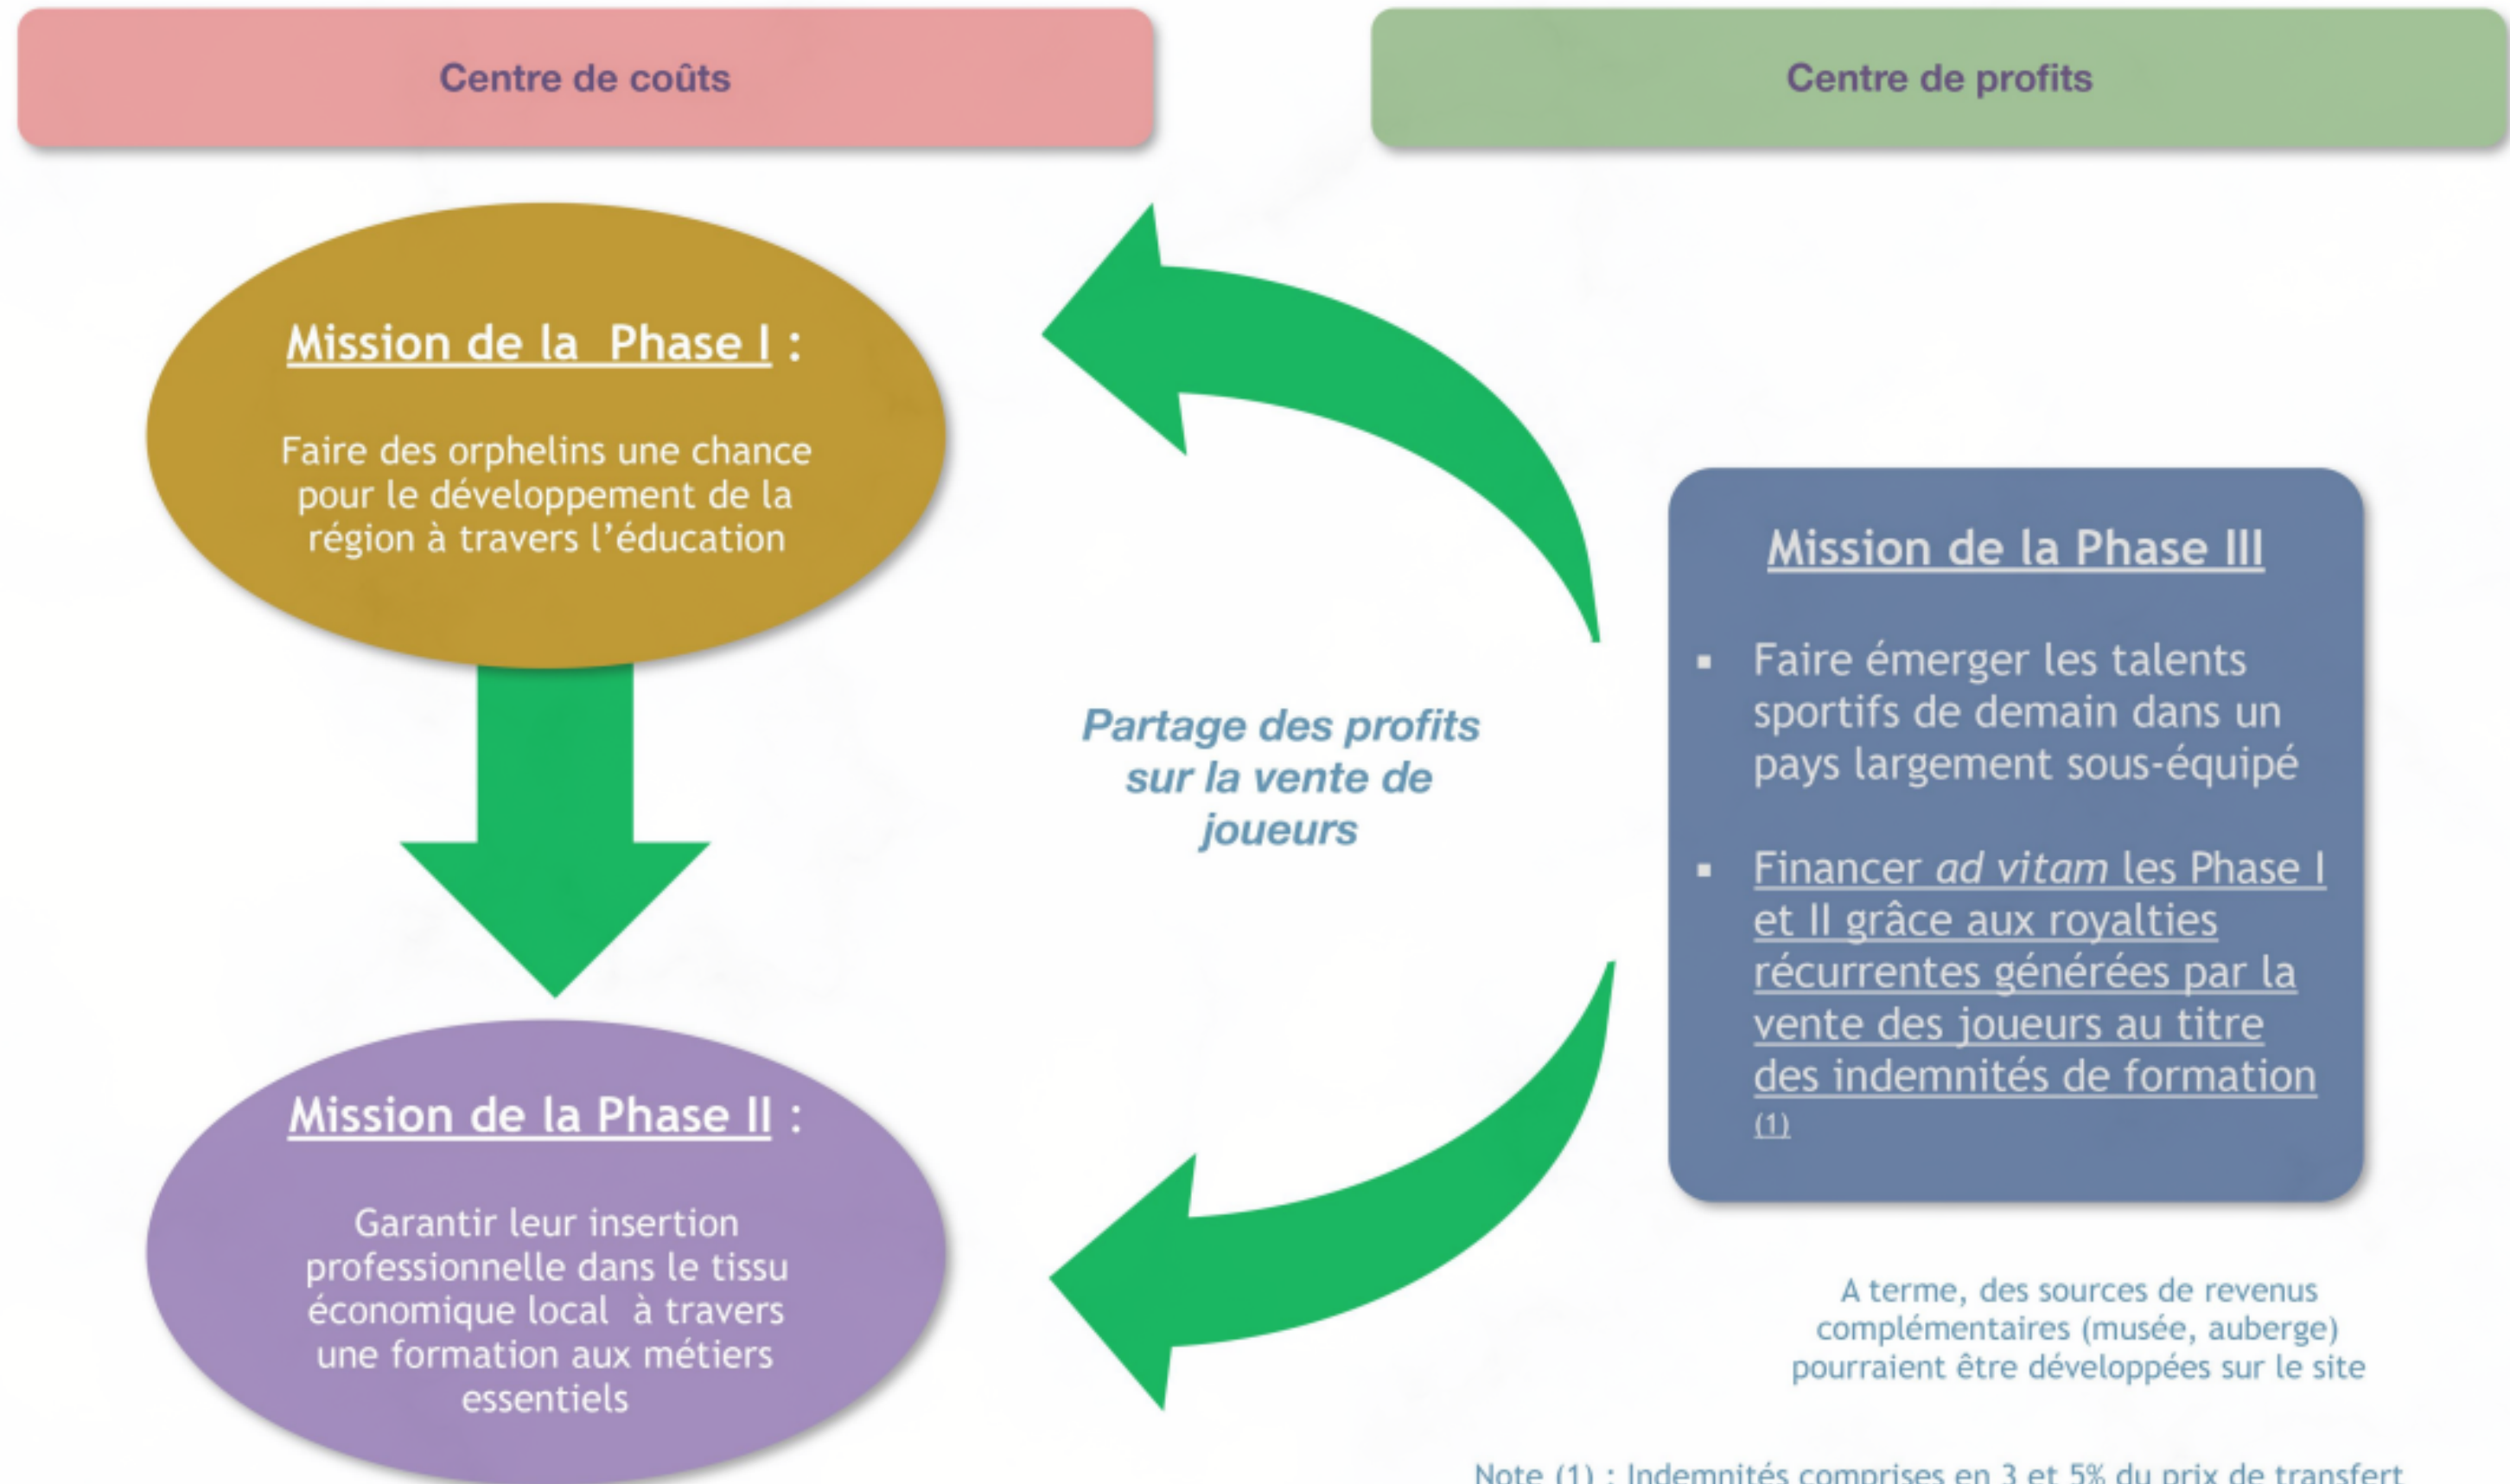 Centre de coûts
Centre de profits
Mission de la Phase I :
Faire des orphelins une chance
pour le développement de la
région à travers l’éducation
Mission de la Phase II :
Garantir leur insertion
professionnelle dans le tissu
économique local à travers
une formation aux métiers
essentiels
Partage des profits
sur la vente de
joueurs
Mission de la Phase III
▪ Faire émerger les talents
sportifs de demain dans un
pays largement sous-équipé
▪ Financer ad vitam les Phase I
et II grâce aux royalties
récurrentes générées par la
vente des joueurs au titre
des indemnités de formation
(1)
A terme, des sources de revenus
complémentaires (musée, auberge)
pourraient être développées sur le site
Note (1) : Indemnités comprises en 3 et 5% du prix de transfert